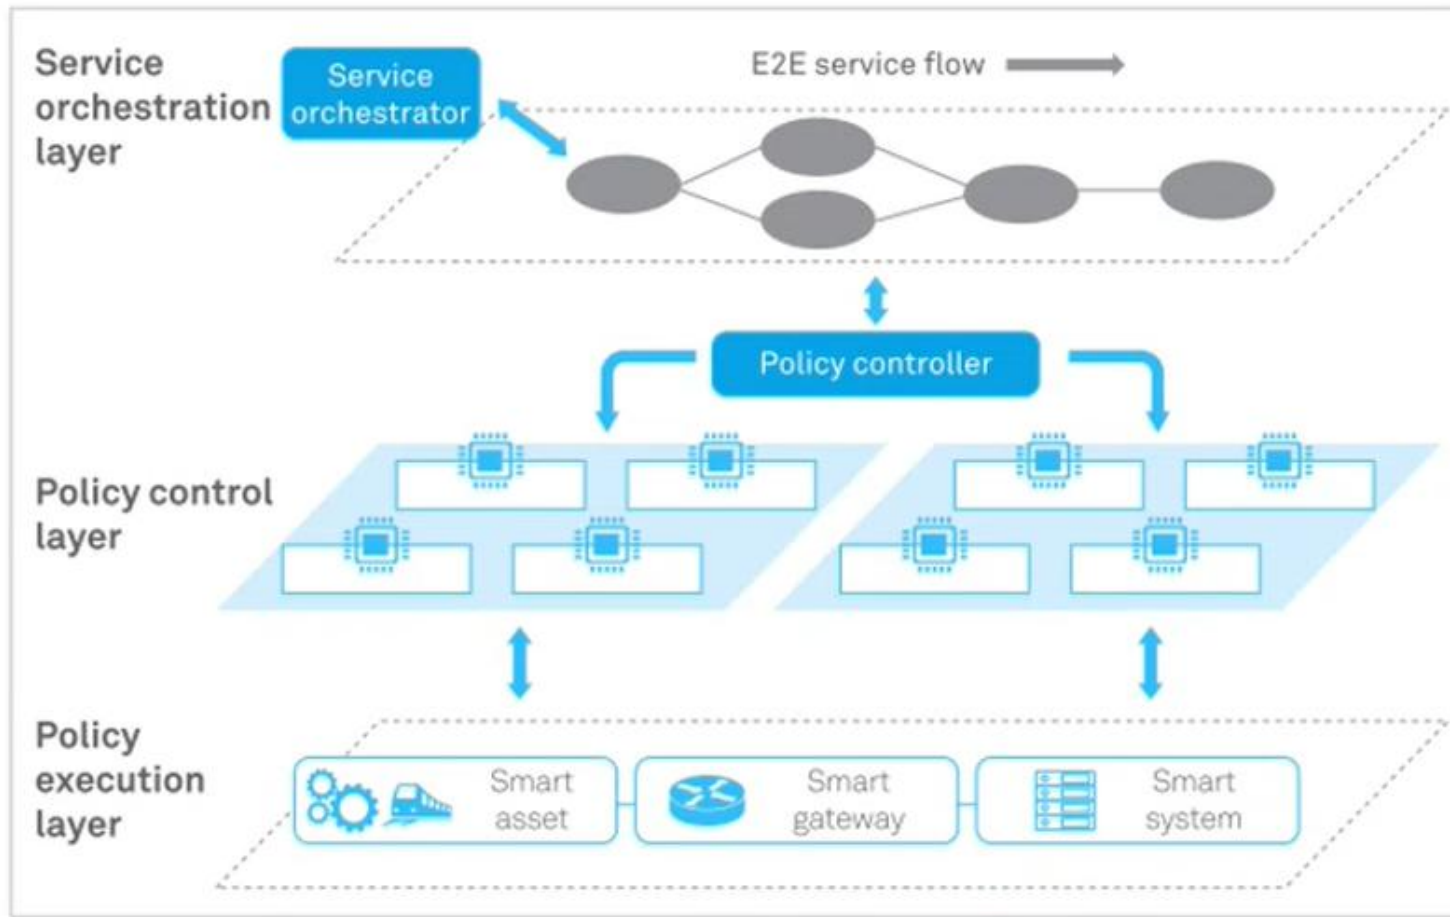 Service
orchestration
layer
Service
orchestrator
E2E service flow
Policy controller
Policy control
layer
Policy
execution
layer
Smart
asset
Smart
gateway
Smart
system